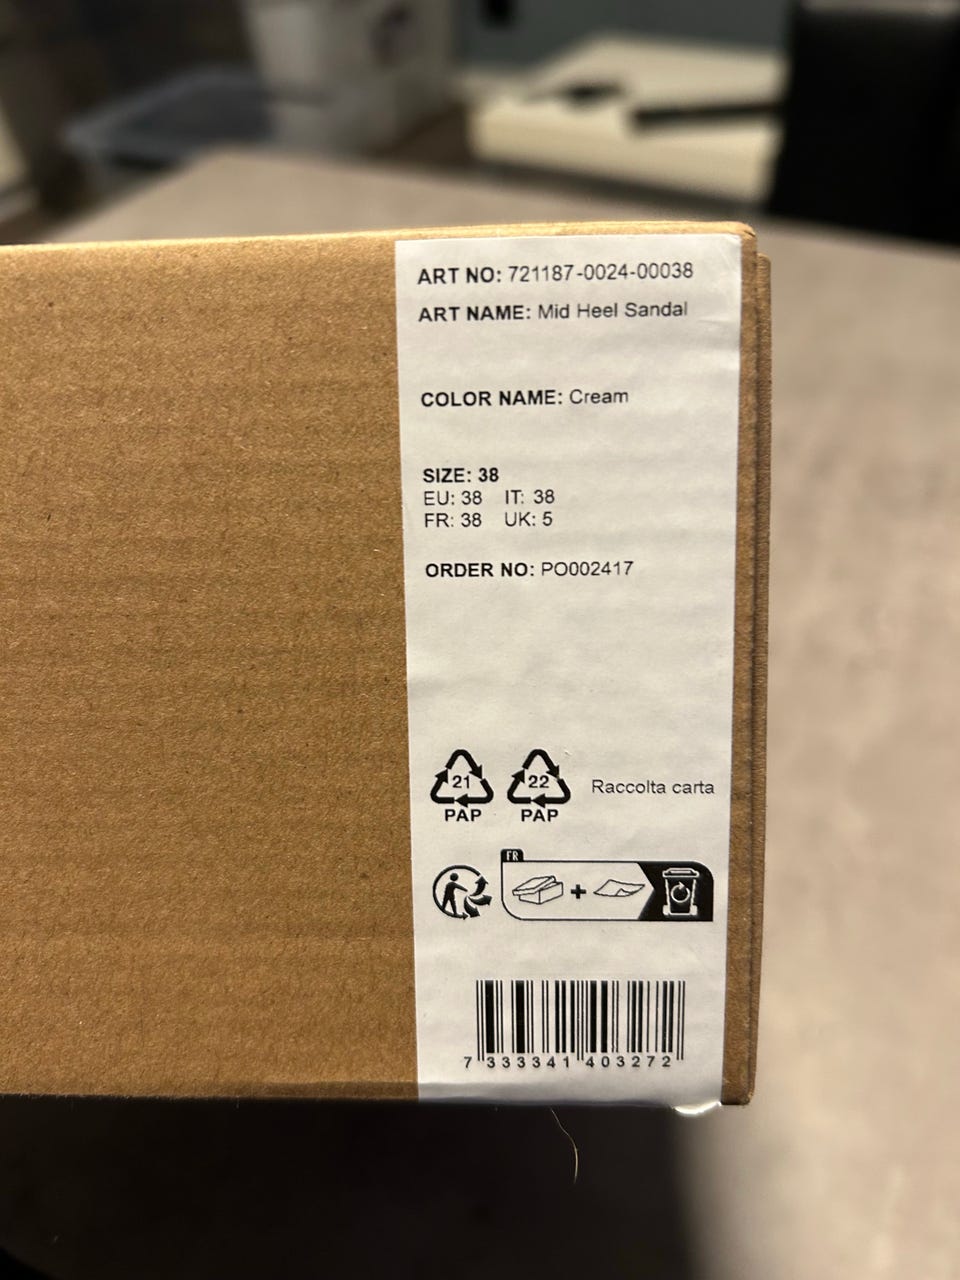 ART NO: 721187-0024-00038
ART NAME: Mid Heel Sandal
COLOR NAME: Cream
SIZE: 38
EU: 38 IT: 38
FR: 38 UK: 5
ORDER NO: PO002417
21 22 Raccolta carta
PAP PAP
FR
7 333341 403272